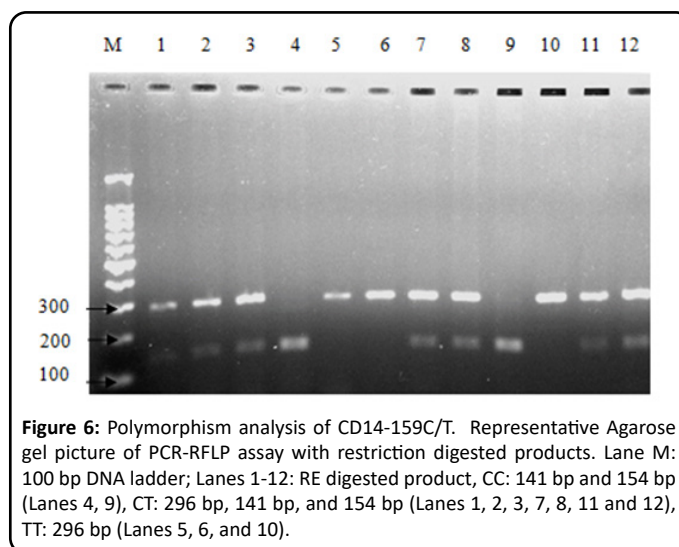 M 1 2 3 4 5 6 7 8 9 10 11 12
300
200
100
Figure 6: Polymorphism analysis of CD14-159C/T. Representative Agarose
gel picture of PCR-RFLP assay with restriction digested products. Lane M:
100 bp DNA ladder; Lanes 1-12: RE digested product, CC: 141 bp and 154 bp
(Lanes 4, 9), CT: 296 bp, 141 bp, and 154 bp (Lanes 1, 2, 3, 7, 8, 11 and 12),
TT: 296 bp (Lanes 5, 6, and 10).